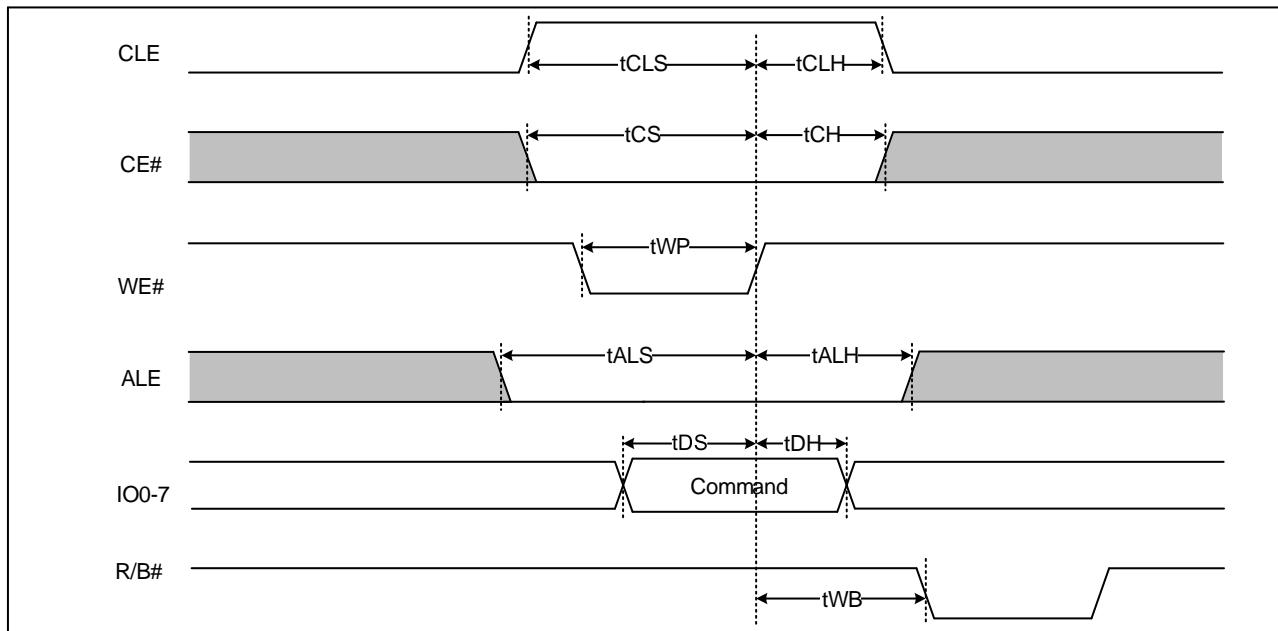 CLE
tCLS
tCLH
CE#
tCS
tCH
WE#
tWP
ALE
tALS
tALH
IO0-7
tDS
tDH
Command
R/B#
tWB